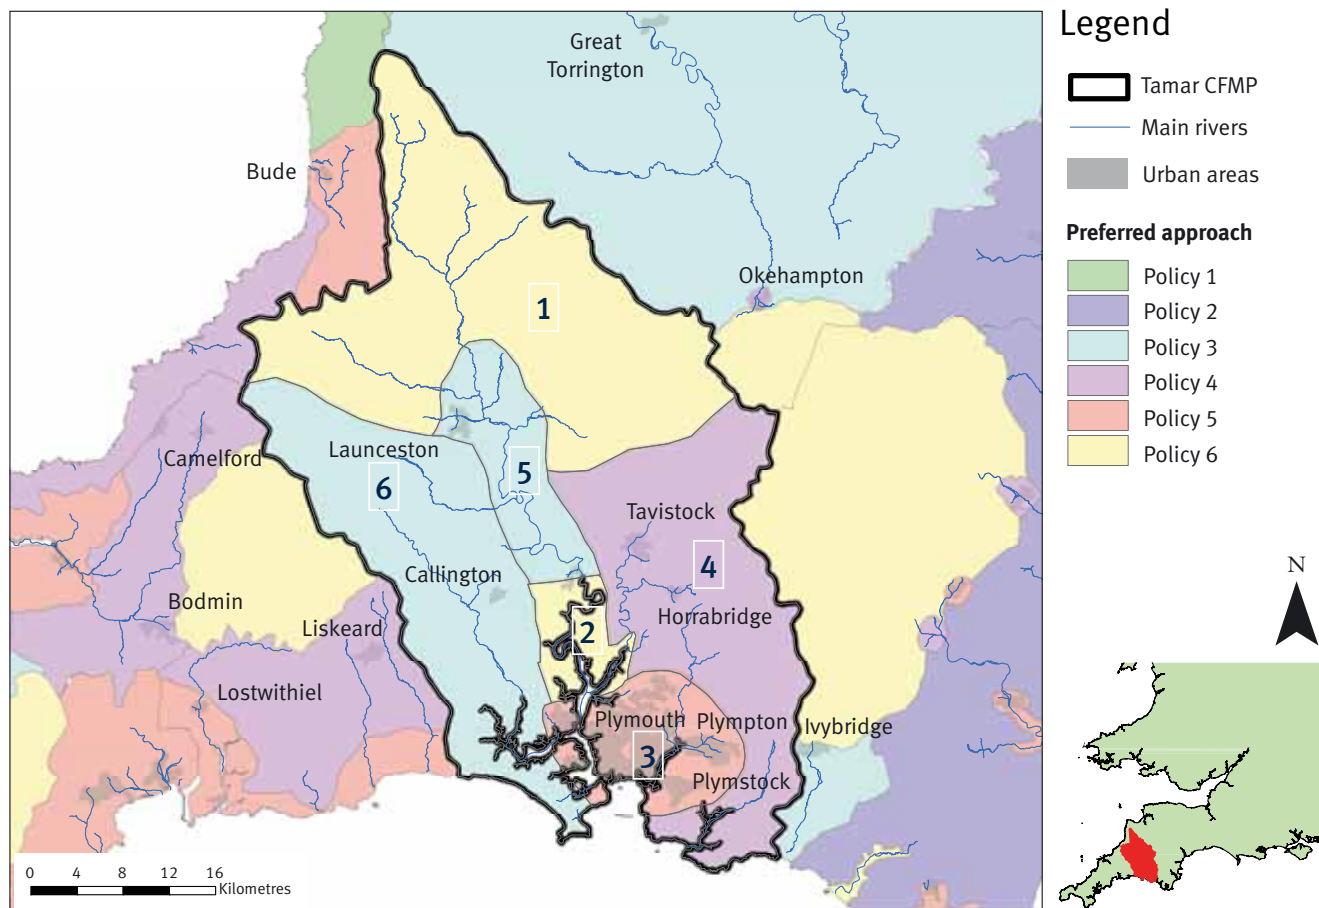 Great
Torrington
Bude
Okehampton
1
Camelford
Launceston
6
5
Tavistock
4
Callington
Bodmin
Liskeard
2
Horrabridge
Lostwithiel
Plymouth
Plympton
Ivybridge
3
Plymstock
0 4 8 12 16
Kilometres
Legend
Tamar CFMP
Main rivers
Urban areas
Preferred approach
Policy 1
Policy 2
Policy 3
Policy 4
Policy 5
Policy 6
N